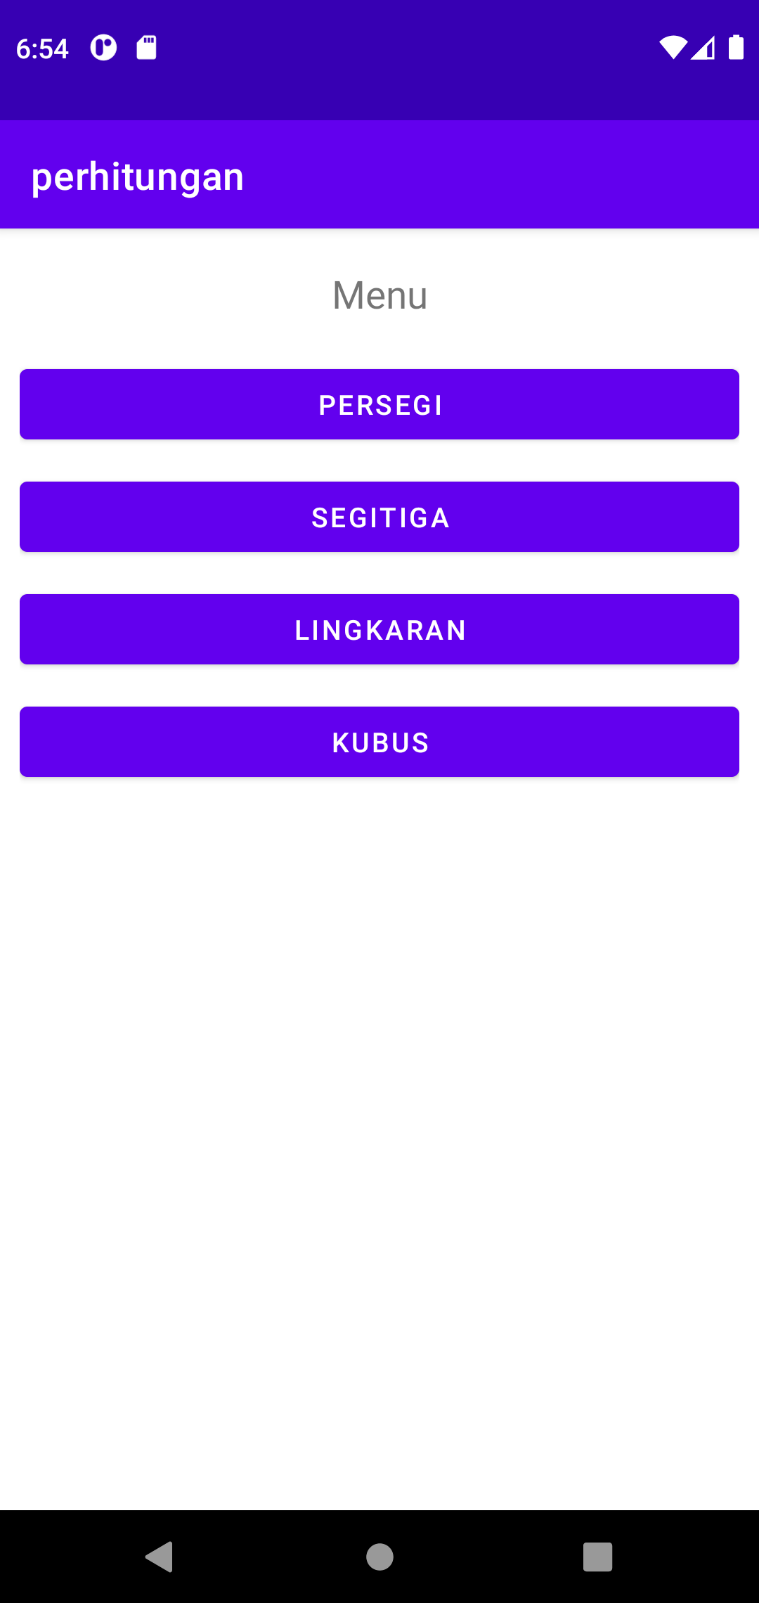 6:54
perhitungan
Menu
PERSEGI
SEGITIGA
LINGKARAN
KUBUS